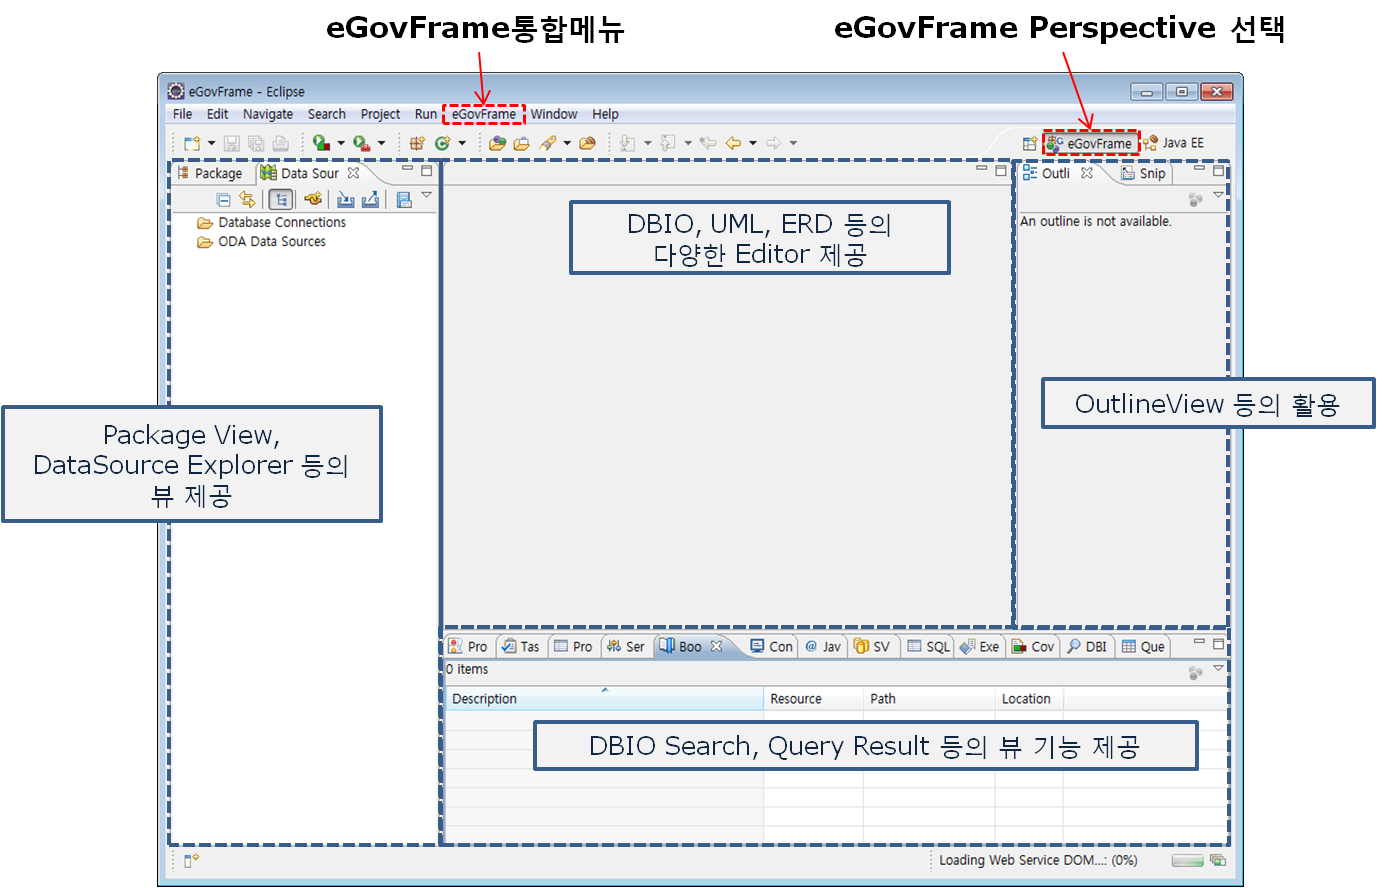 eGovFrame통합메뉴
eGovFrame Perspective 선택
eGovFrame - Eclipse
File Edit Navigate Search Project Run eGovFrame Window Help
eGovFrame Java EE
Package Data Sour
Outli Snip
Database Connections
ODA Data Sources
An outline is not available.
DBIO, UML, ERD 등의
다양한 Editor 제공
OutlineView 등의 활용
Package View,
DataSource Explorer 등의
뷰 제공
Pro Tas Pro Ser Boo Con Jav SV SQL Exe Cov DBI Que
0 items
Description Resource Path Location
DBIO Search, Query Result 등의 뷰 기능 제공
Loading Web Service DOM...: (0%)